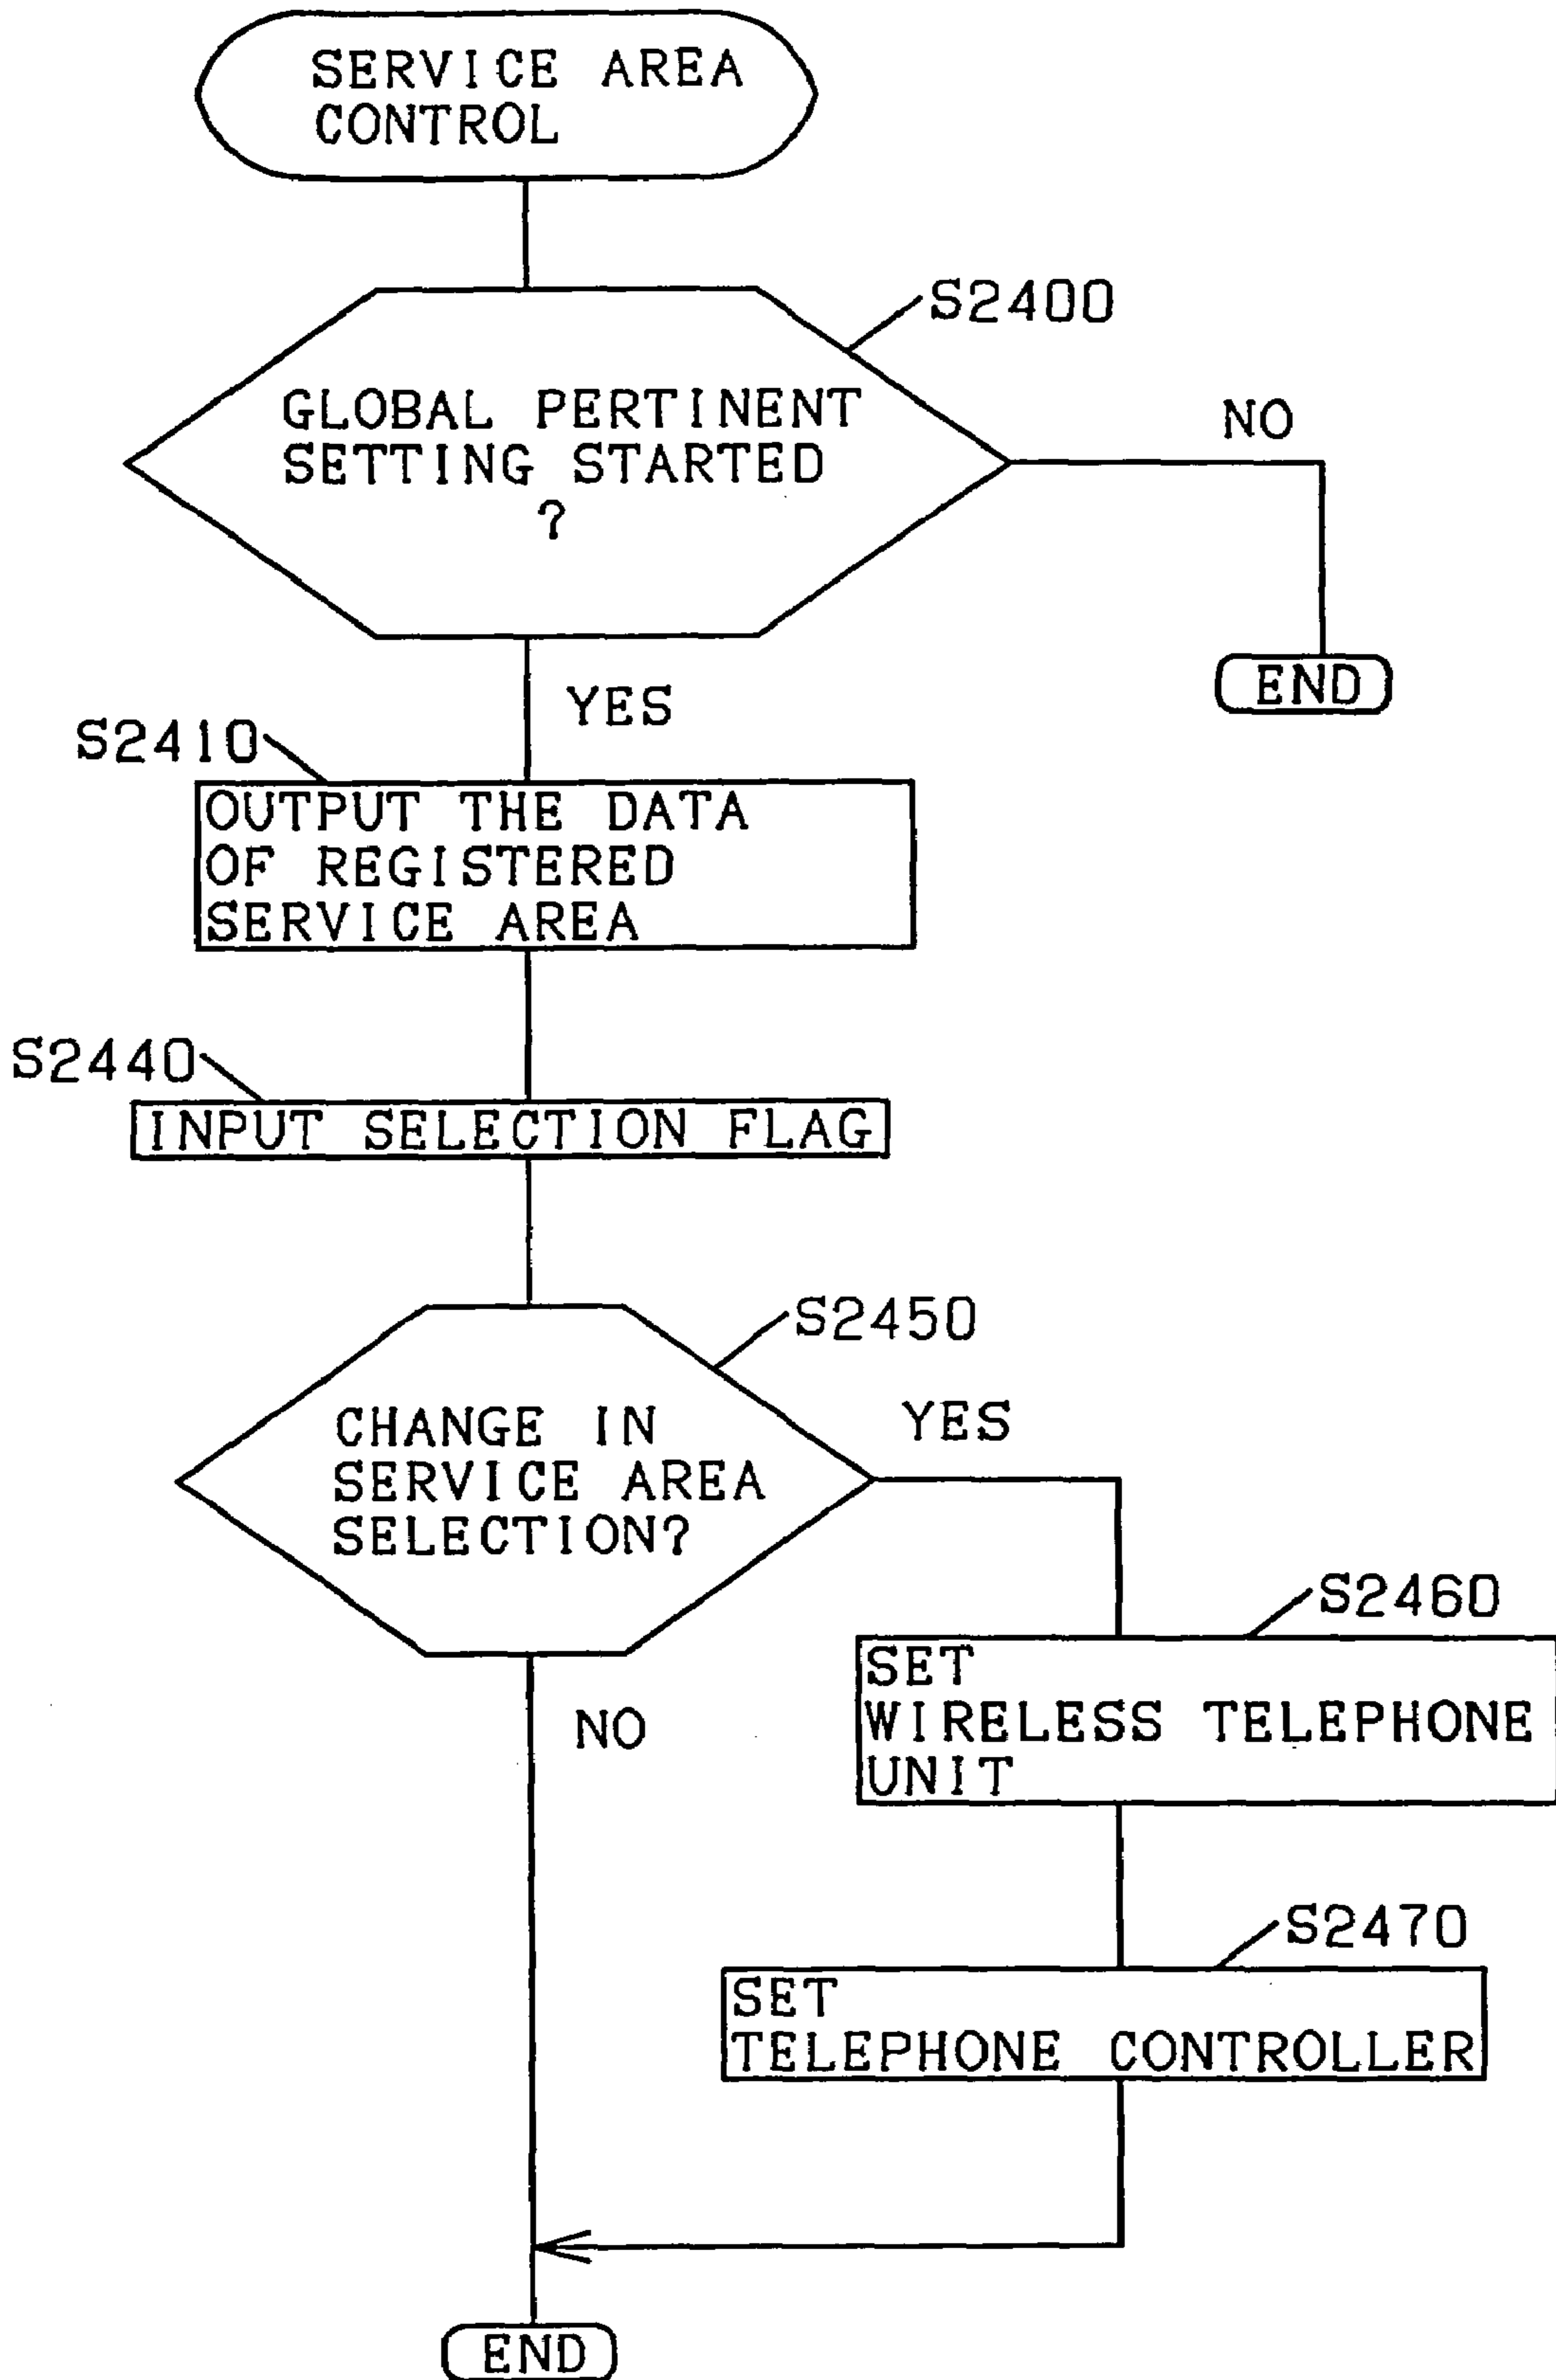 SERVICE AREA
CONTROL
S2400
GLOBAL PERTINENT
SETTING STARTED
?
NO
END
YES
S2410
OUTPUT THE DATA
OF REGISTERED
SERVICE AREA
S2440
INPUT SELECTION FLAG
S2450
CHANGE IN
SERVICE AREA
SELECTION?
YES
S2460
SET
WIRELESS TELEPHONE
UNIT
NO
S2470
SET
TELEPHONE CONTROLLER
END